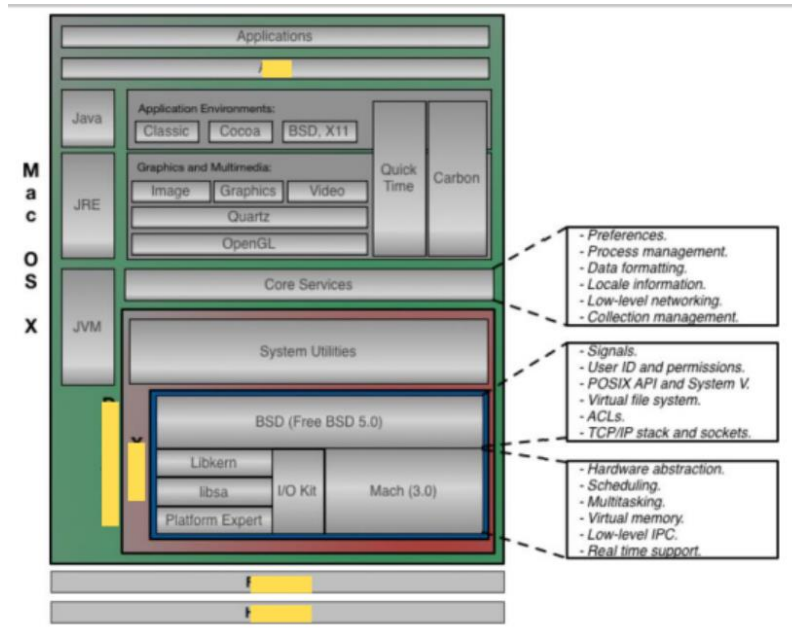 Applications
Java
Application Environments:
Classic
Cocoa
BSD, X11
Quick
Time
Carbon
JRE
Graphics and Multimedia:
Image
Graphics
Video
Quartz
OpenGL
Mac OS X
JVM
Core Services
- Preferences.
- Process management.
- Data formatting.
- Locale information.
- Low-level networking.
- Collection management.
System Utilities
- Signals.
- User ID and permissions.
- POSIX API and System V.
- Virtual file system.
- ACLs.
- TCP/IP stack and sockets.
BSD (Free BSD 5.0)
Libkern
libsa
Platform Expert
I/O Kit
Mach (3.0)
- Hardware abstraction.
- Scheduling.
- Multitasking.
- Virtual memory.
- Low-level IPC.
- Real time support.